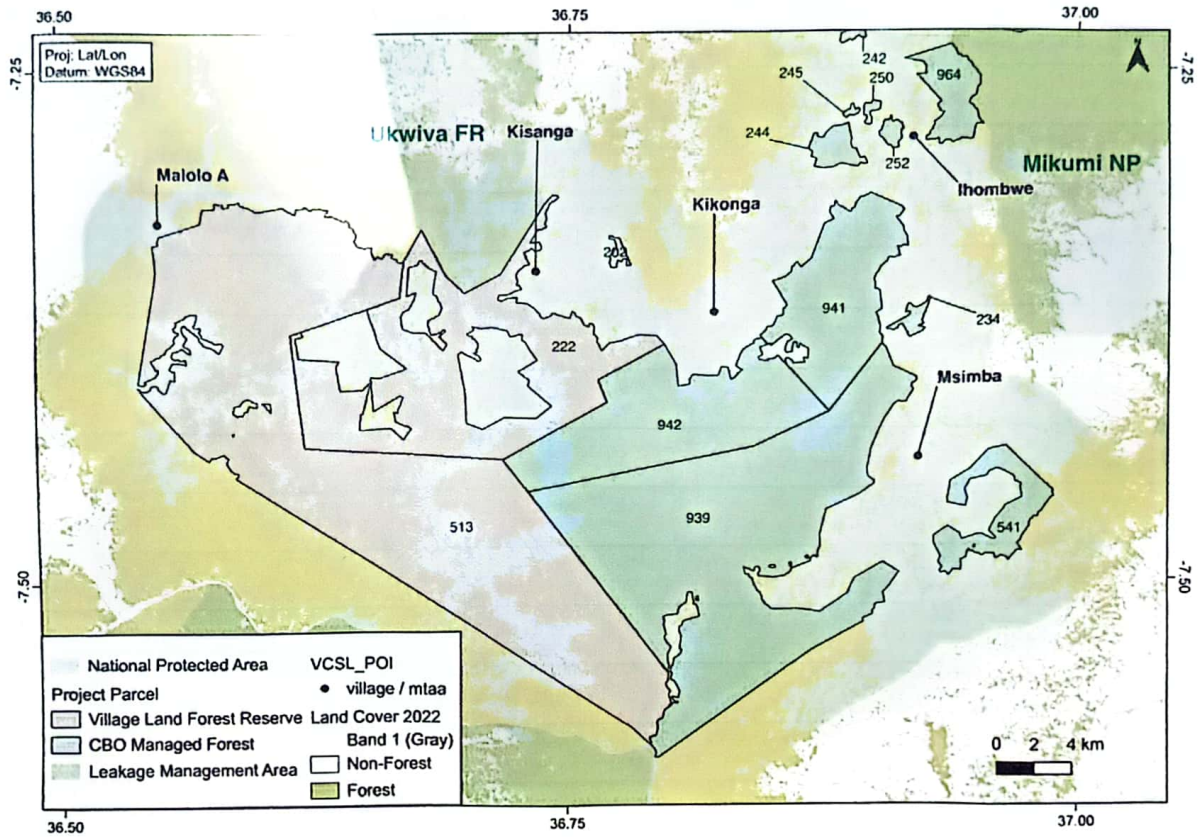 36.50 36.75 37.00
Proj: Lat/Lon
Datum: WGS84
-7.25 -7.25
242
245 250
964
244 252
Ukwiva FR Kisanga
Mikumi NP
Malolo A
Ihombwe
Kikonga
202
941
234
222
Msimba
942
513 939
541
-7.50 -7.50
National Protected Area
Project Parcel
Village Land Forest Reserve
CBO Managed Forest
Leakage Management Area
VCSL_POI
village / mtaa
Land Cover 2022
Band 1 (Gray)
Non-Forest
Forest
0 2 4 km
36.50 36.75 37.00